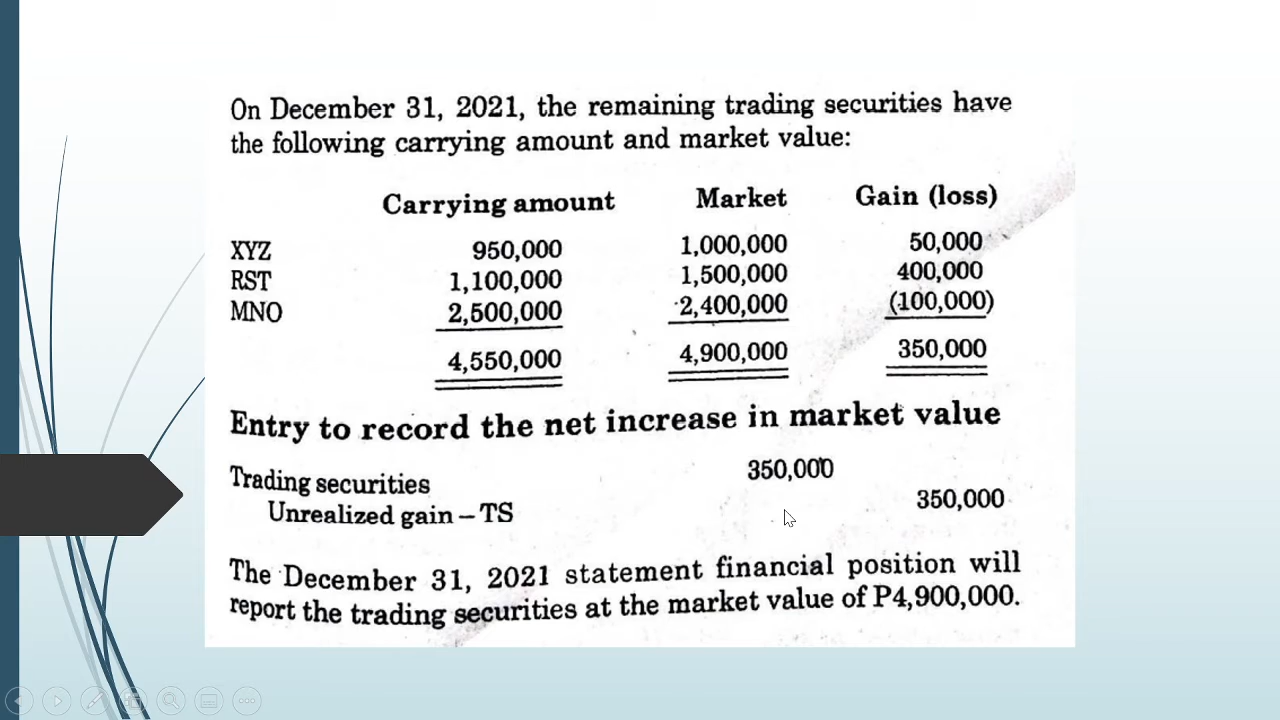 On December 31, 2021, the remaining trading securities have
the following carrying amount and market value:
Carrying amount Market Gain (loss)
XYZ 950,000 1,000,000 50,000
RST 1,100,000 1,500,000 400,000
MNO 2,500,000 2,400,000 (100,000)
4,550,000 4,900,000 350,000
Entry to record the net increase in market value
Trading securities 350,000
Unrealized gain – TS 350,000
The December 31, 2021 statement financial position will
report the trading securities at the market value of P4,900,000.